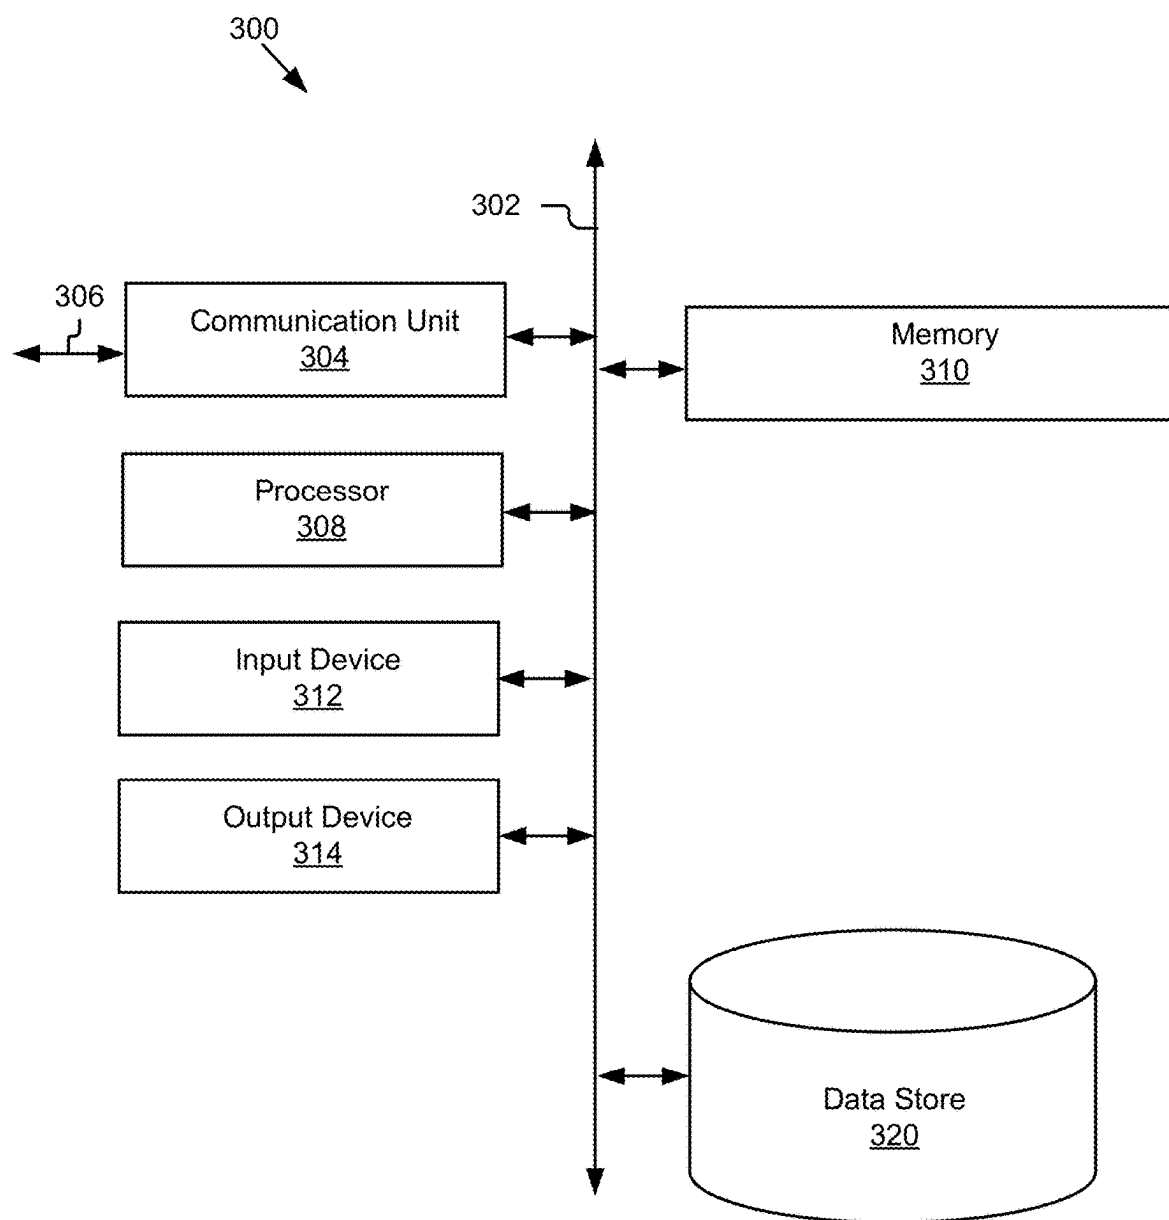 300
302
306
Communication Unit
304
Memory
310
Processor
308
Input Device
312
Output Device
314
Data Store
320